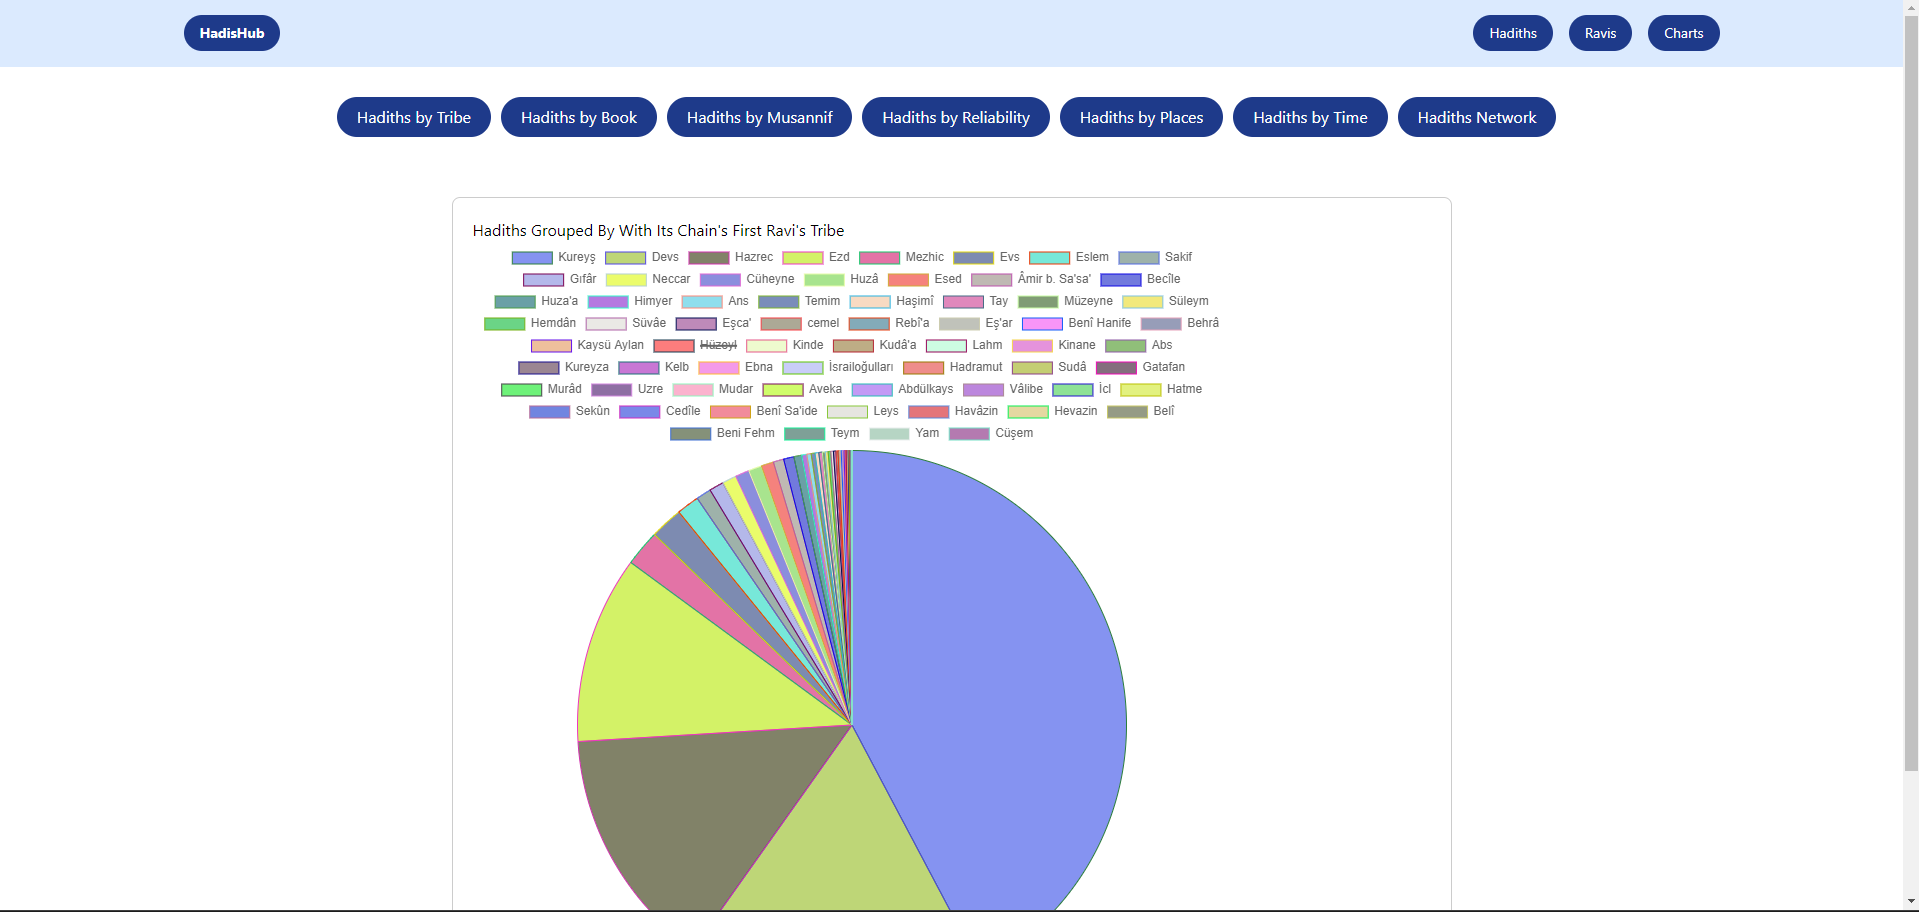 HadisHub Hadiths Ravis Charts
Hadiths by Tribe Hadiths by Book Hadiths by Musannif Hadiths by Reliability Hadiths by Places Hadiths by Time Hadiths Network
Hadiths Grouped By With Its Chain's First Ravi's Tribe
Kureyş Devs Hazrec Ezd Mezhic Evs Eslem Sakif
Gıfâr Neccar Cüheyne Huzâ Esed Âmir b. Sa'sa' Becîle
Huza'a Himyer Ans Temim Haşimî Tay Müzeyne Süleym
Hemdân Süvâe Eşca' cemel Rebî'a Eş'ar Benî Hanife Behrâ
Kaysü Aylan Hüzeyl Kinde Kudâ'a Lahm Kinane Abs
Kureyza Kelb Ebna İsrailoğulları Hadramut Sudâ Gatafan
Murâd Uzre Mudar Aveka Abdülkays Vâlibe İcl Hatme
Sekûn Cedîle Benî Sa'ide Leys Havâzin Hevazin Belî
Beni Fehm Teym Yam Cüşem